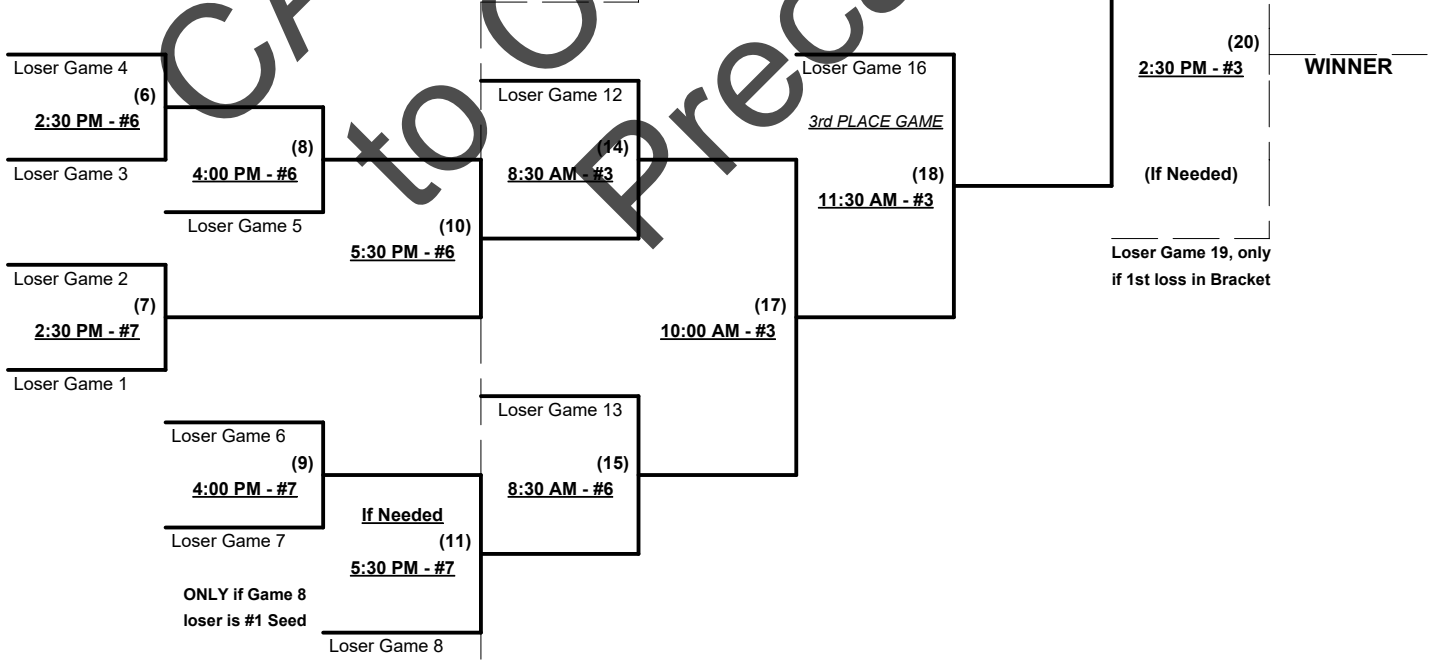 (20)
2:30 PM - #3
WINNER
(If Needed)
Loser Game 19, only
if 1st loss in Bracket
Loser Game 4
(6)
2:30 PM - #6
Loser Game 3
(8)
4:00 PM - #6
Loser Game 5
(10)
5:30 PM - #6
Loser Game 2
(7)
2:30 PM - #7
Loser Game 1
Loser Game 12
(14)
8:30 AM - #3
Loser Game 16
3rd PLACE GAME
(18)
11:30 AM - #3
(17)
10:00 AM - #3
Loser Game 6
(9)
4:00 PM - #7
Loser Game 7
If Needed
(11)
5:30 PM - #7
ONLY if Game 8
loser is #1 Seed
Loser Game 8
Loser Game 13
(15)
8:30 AM - #6
to